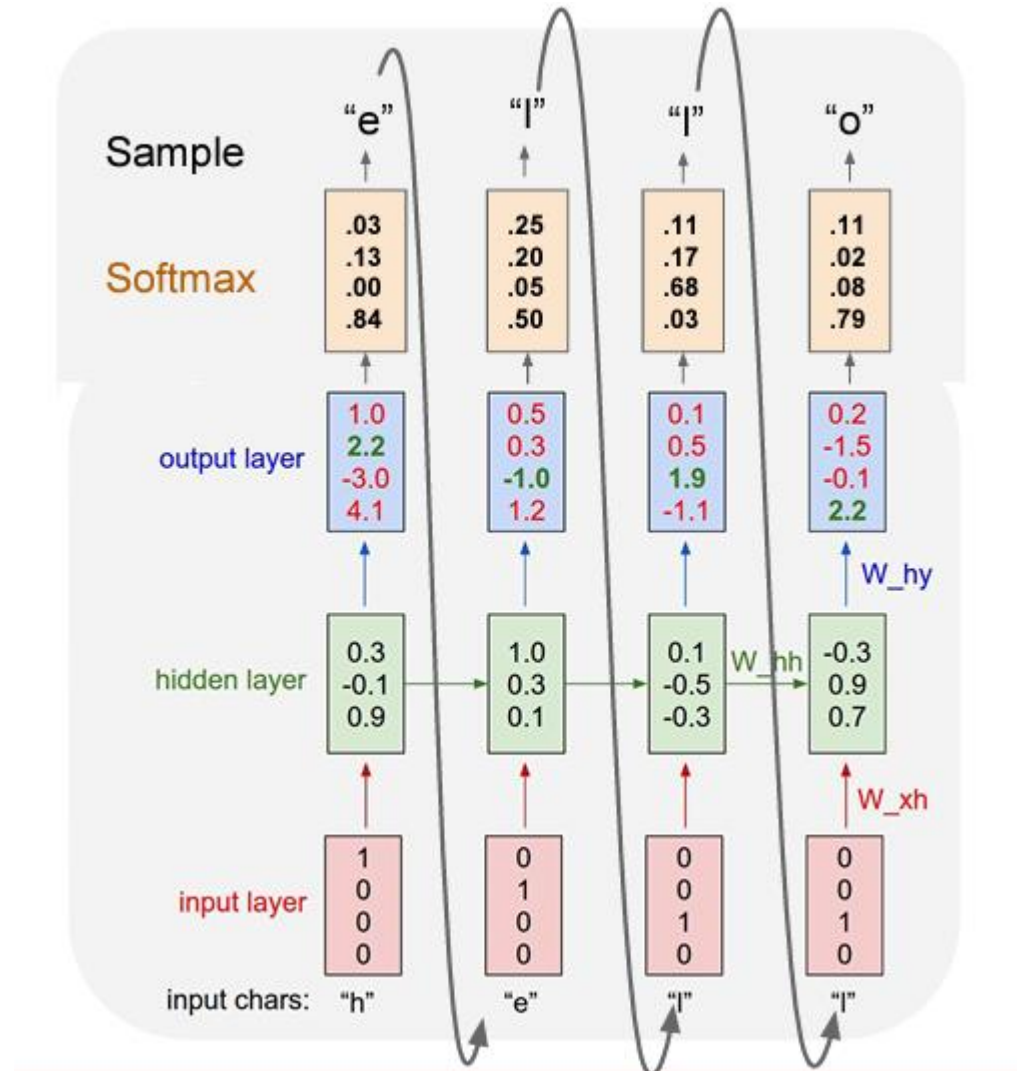 “e” “l” “l” “o”
Sample
.03 .25 .11 .11
.13 .20 .17 .02
Softmax
.00 .05 .68 .08
.84 .50 .03 .79
1.0 0.5 0.1 0.2
2.2 0.3 0.5 -1.5
output layer
-3.0 -1.0 1.9 -0.1
4.1 1.2 -1.1 2.2
W_hy
0.3 1.0 0.1 -0.3
W_hh
hidden layer
-0.1 0.3 -0.5 0.9
0.9 0.1 -0.3 0.7
W_xh
1 0 0 0
0 1 0 0
input layer
0 0 1 1
0 0 0 0
input chars: “h” “e” “l” “l”